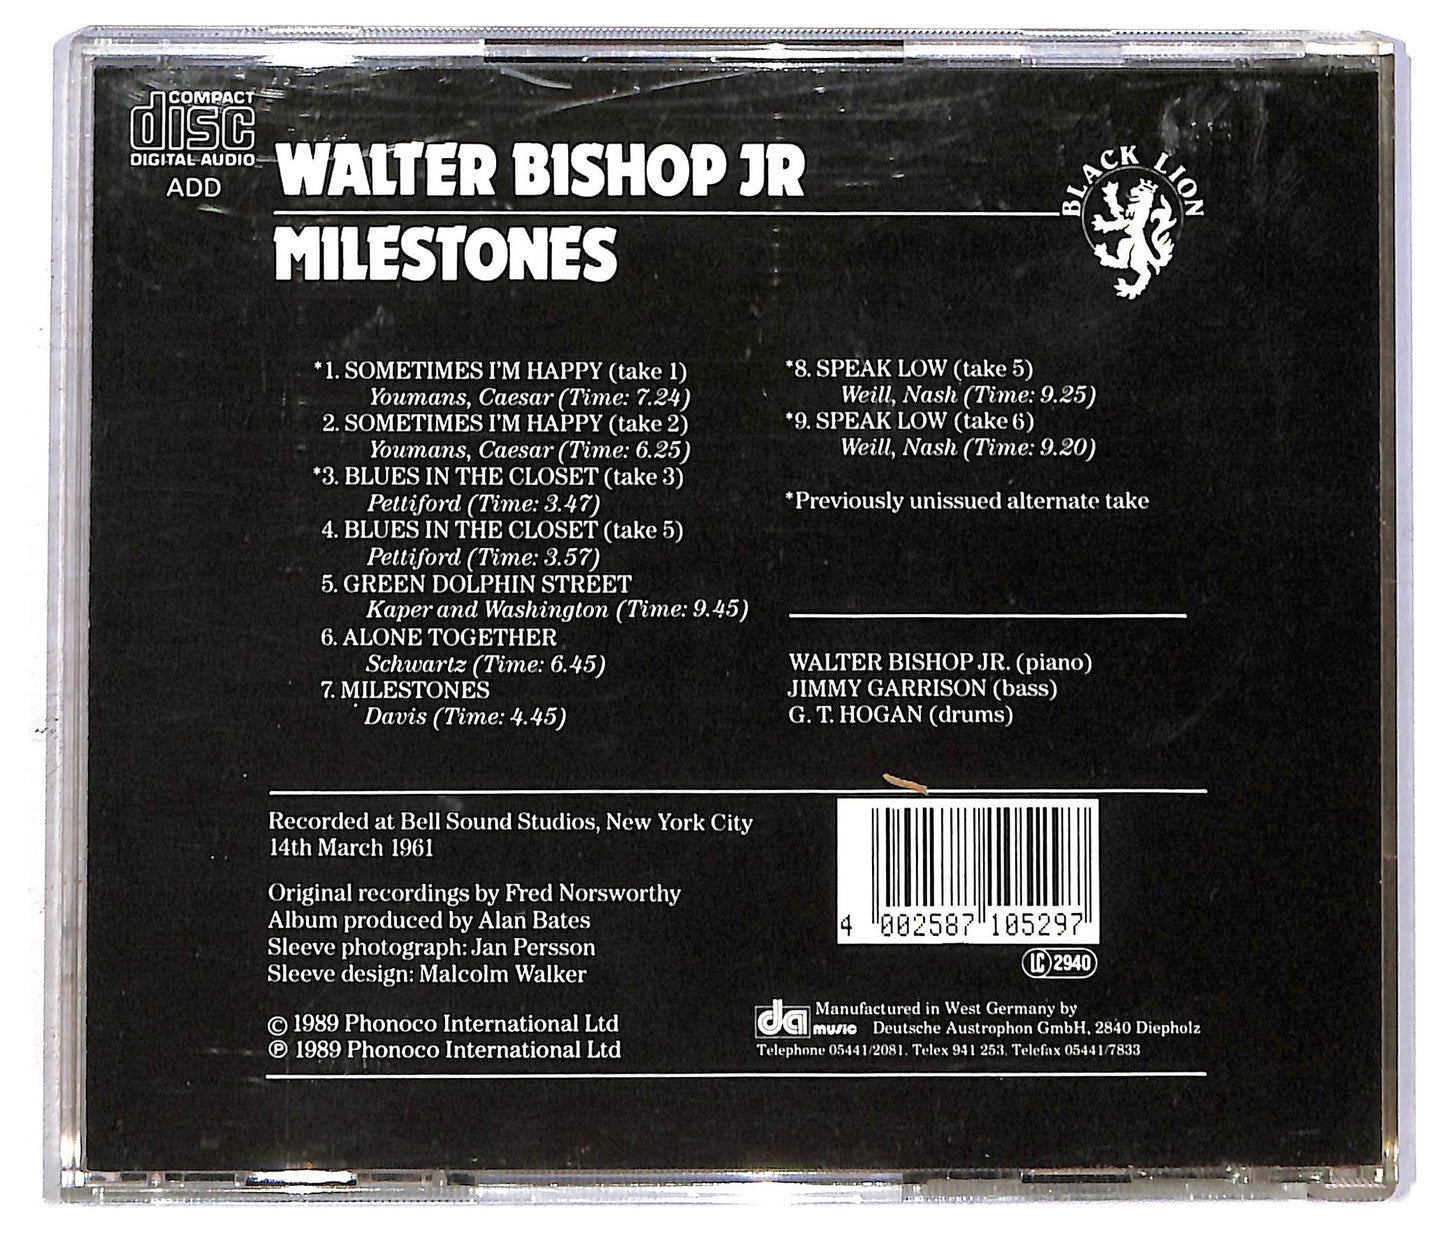 COMPACT
disc
DIGITAL AUDIO
ADD
WALTER BISHOP JR
MILESTONES
BLACK LION
*1. SOMETIMES I'M HAPPY (take 1)
Youmans, Caesar (Time: 7.24)
2. SOMETIMES I'M HAPPY (take 2)
Youmans, Caesar (Time: 6.25)
*3. BLUES IN THE CLOSET (take 3)
Pettiford (Time: 3.47)
4. BLUES IN THE CLOSET (take 5)
Pettiford (Time: 3.57)
5. GREEN DOLPHIN STREET
Kaper and Washington (Time: 9.45)
6. ALONE TOGETHER
Schwartz (Time: 6.45)
7. MILESTONES
Davis (Time: 4.45)
*8. SPEAK LOW (take 5)
Weill, Nash (Time: 9.25)
*9. SPEAK LOW (take 6)
Weill, Nash (Time: 9.20)
*Previously unissued alternate take
WALTER BISHOP JR. (piano)
JIMMY GARRISON (bass)
G. T. HOGAN (drums)
Recorded at Bell Sound Studios, New York City
14th March 1961
Original recordings by Fred Norsworthy
Album produced by Alan Bates
Sleeve photograph: Jan Persson
Sleeve design: Malcolm Walker
© 1989 Phonoco International Ltd
℗ 1989 Phonoco International Ltd
4 002587 105297
LC 2940
da music
Manufactured in West Germany by
Deutsche Austrophon GmbH, 2840 Diepholz
Telephone 05441/2081. Telex 941 253. Telefax 05441/7833